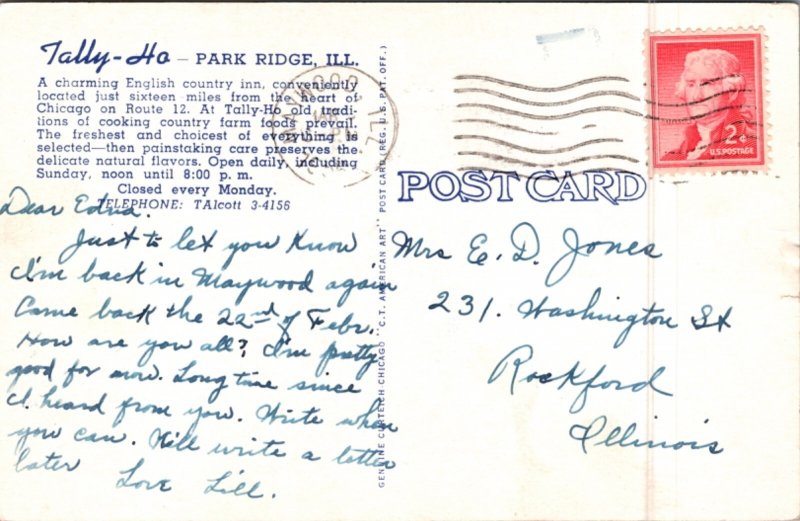 Tally-Ho – PARK RIDGE, ILL.
A charming English country inn, conveniently
located just sixteen miles from the heart of
Chicago on Route 12. At Tally-Ho old tradi-
tions of cooking country farm foods prevail.
The freshest and choicest of everything is
selected—then painstaking care preserves the
delicate natural flavors. Open daily, including
Sunday, noon until 8:00 p. m.
Closed every Monday.
TELEPHONE: TAlcott 3-4156
Dear Edna.
Just to let you know
I'm back in Maywood again
Came back the 22nd of Febr.
How are you all? I'm pretty
good for now. Long time since
I heard from you. Write when
you can. Will write a letter
later Love Lill.
GENUINE CURTEICH-CHICAGO "C.T. AMERICAN ART" POST CARD (REG. U.S. PAT. OFF.)
MAYWOOD ILL.
2¢
U.S. POSTAGE
POST CARD
Mrs E. D. Jones
231. Washington St
Rockford
Illinois